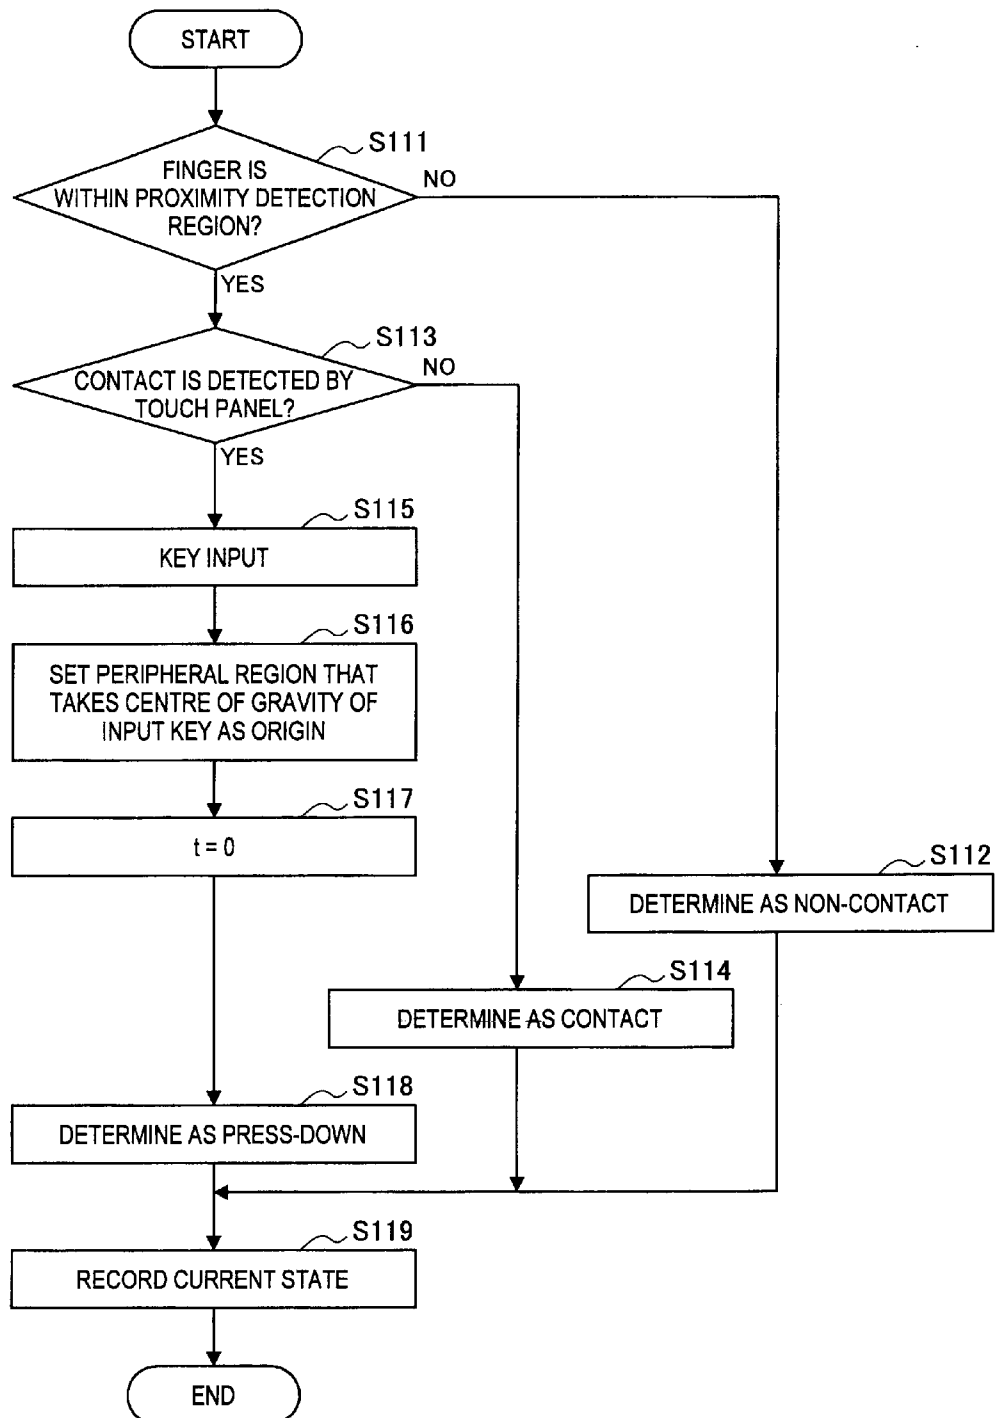 START
S111
FINGER IS
WITHIN PROXIMITY DETECTION
REGION?
NO
YES
S113
NO
CONTACT IS DETECTED BY
TOUCH PANEL?
YES
S115
KEY INPUT
S116
SET PERIPHERAL REGION THAT
TAKES CENTRE OF GRAVITY OF
INPUT KEY AS ORIGIN
S117
t = 0
S112
DETERMINE AS NON-CONTACT
S114
DETERMINE AS CONTACT
S118
DETERMINE AS PRESS-DOWN
S119
RECORD CURRENT STATE
END